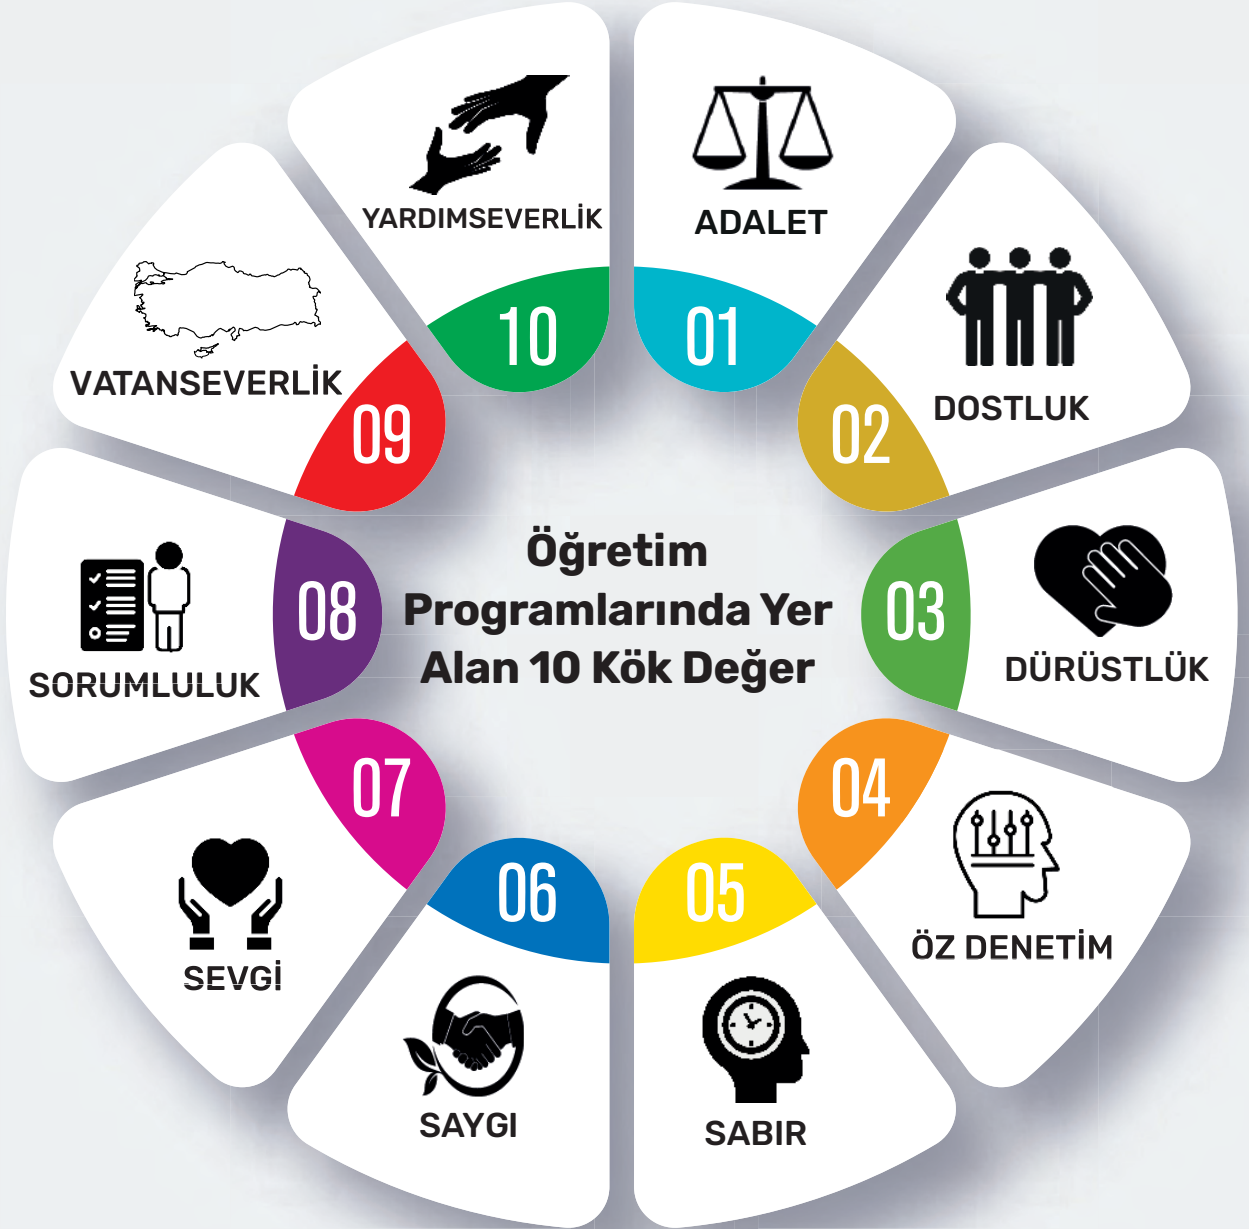 Öğretim
Programlarında Yer
Alan 10 Kök Değer
01
ADALET
02
DOSTLUK
03
DÜRÜSTLÜK
04
ÖZ DENETİM
05
SABIR
06
SAYGI
07
SEVGİ
08
SORUMLULUK
09
VATANSEVERLİK
10
YARDIMSEVERLİK